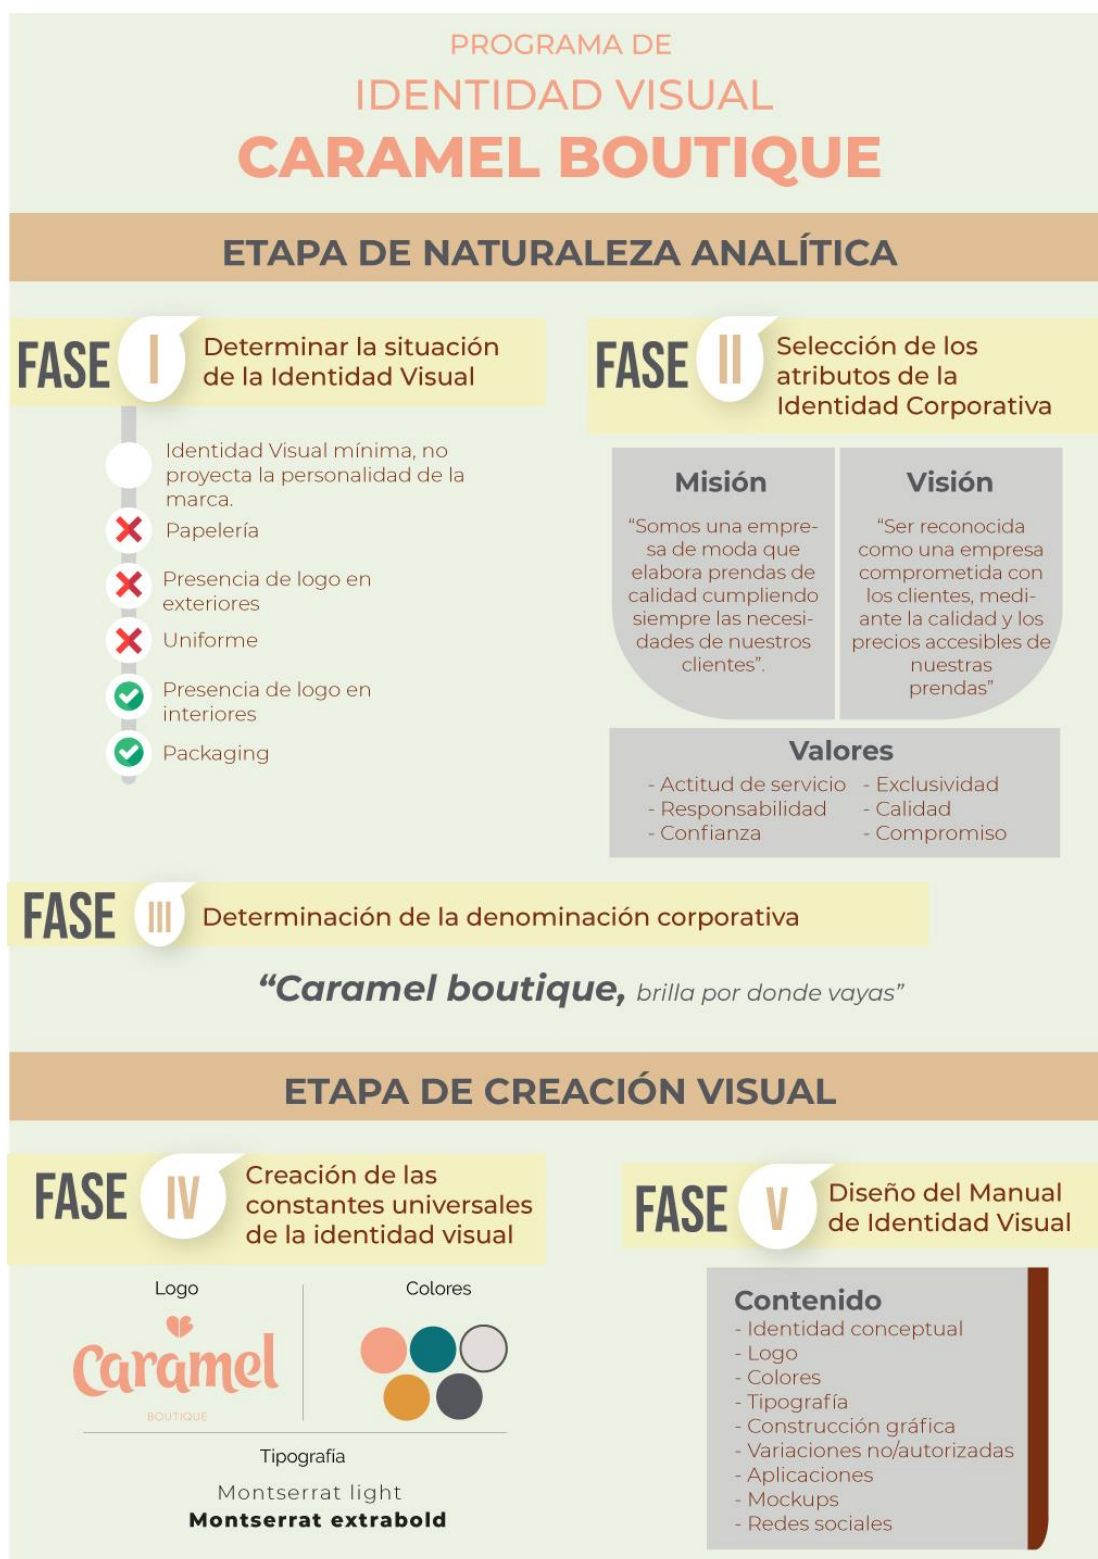 PROGRAMA DE
IDENTIDAD VISUAL
CARAMEL BOUTIQUE
ETAPA DE NATURALEZA ANALÍTICA
FASE I
Determinar la situación
de la Identidad Visual
Identidad Visual mínima, no
proyecta la personalidad de la
marca.
Papelería
Presencia de logo en
exteriores
Uniforme
Presencia de logo en
interiores
Packaging
FASE II
Selección de los
atributos de la
Identidad Corporativa
Misión
“Somos una empre-
sa de moda que
elabora prendas de
calidad cumpliendo
siempre las necesi-
dades de nuestros
clientes”.
Visión
“Ser reconocida
como una empresa
comprometida con
los clientes, medi-
ante la calidad y los
precios accesibles de
nuestras
prendas”
Valores
- Actitud de servicio
- Responsabilidad
- Confianza
- Exclusividad
- Calidad
- Compromiso
FASE III
Determinación de la denominación corporativa
“Caramel boutique, brilla por donde vayas”
ETAPA DE CREACIÓN VISUAL
FASE IV
Creación de las
constantes universales
de la identidad visual
Logo
Caramel
BOUTIQUE
Colores
Tipografía
Montserrat light
Montserrat extrabold
FASE V
Diseño del Manual
de Identidad Visual
Contenido
- Identidad conceptual
- Logo
- Colores
- Tipografía
- Construcción gráfica
- Variaciones no/autorizadas
- Aplicaciones
- Mockups
- Redes sociales